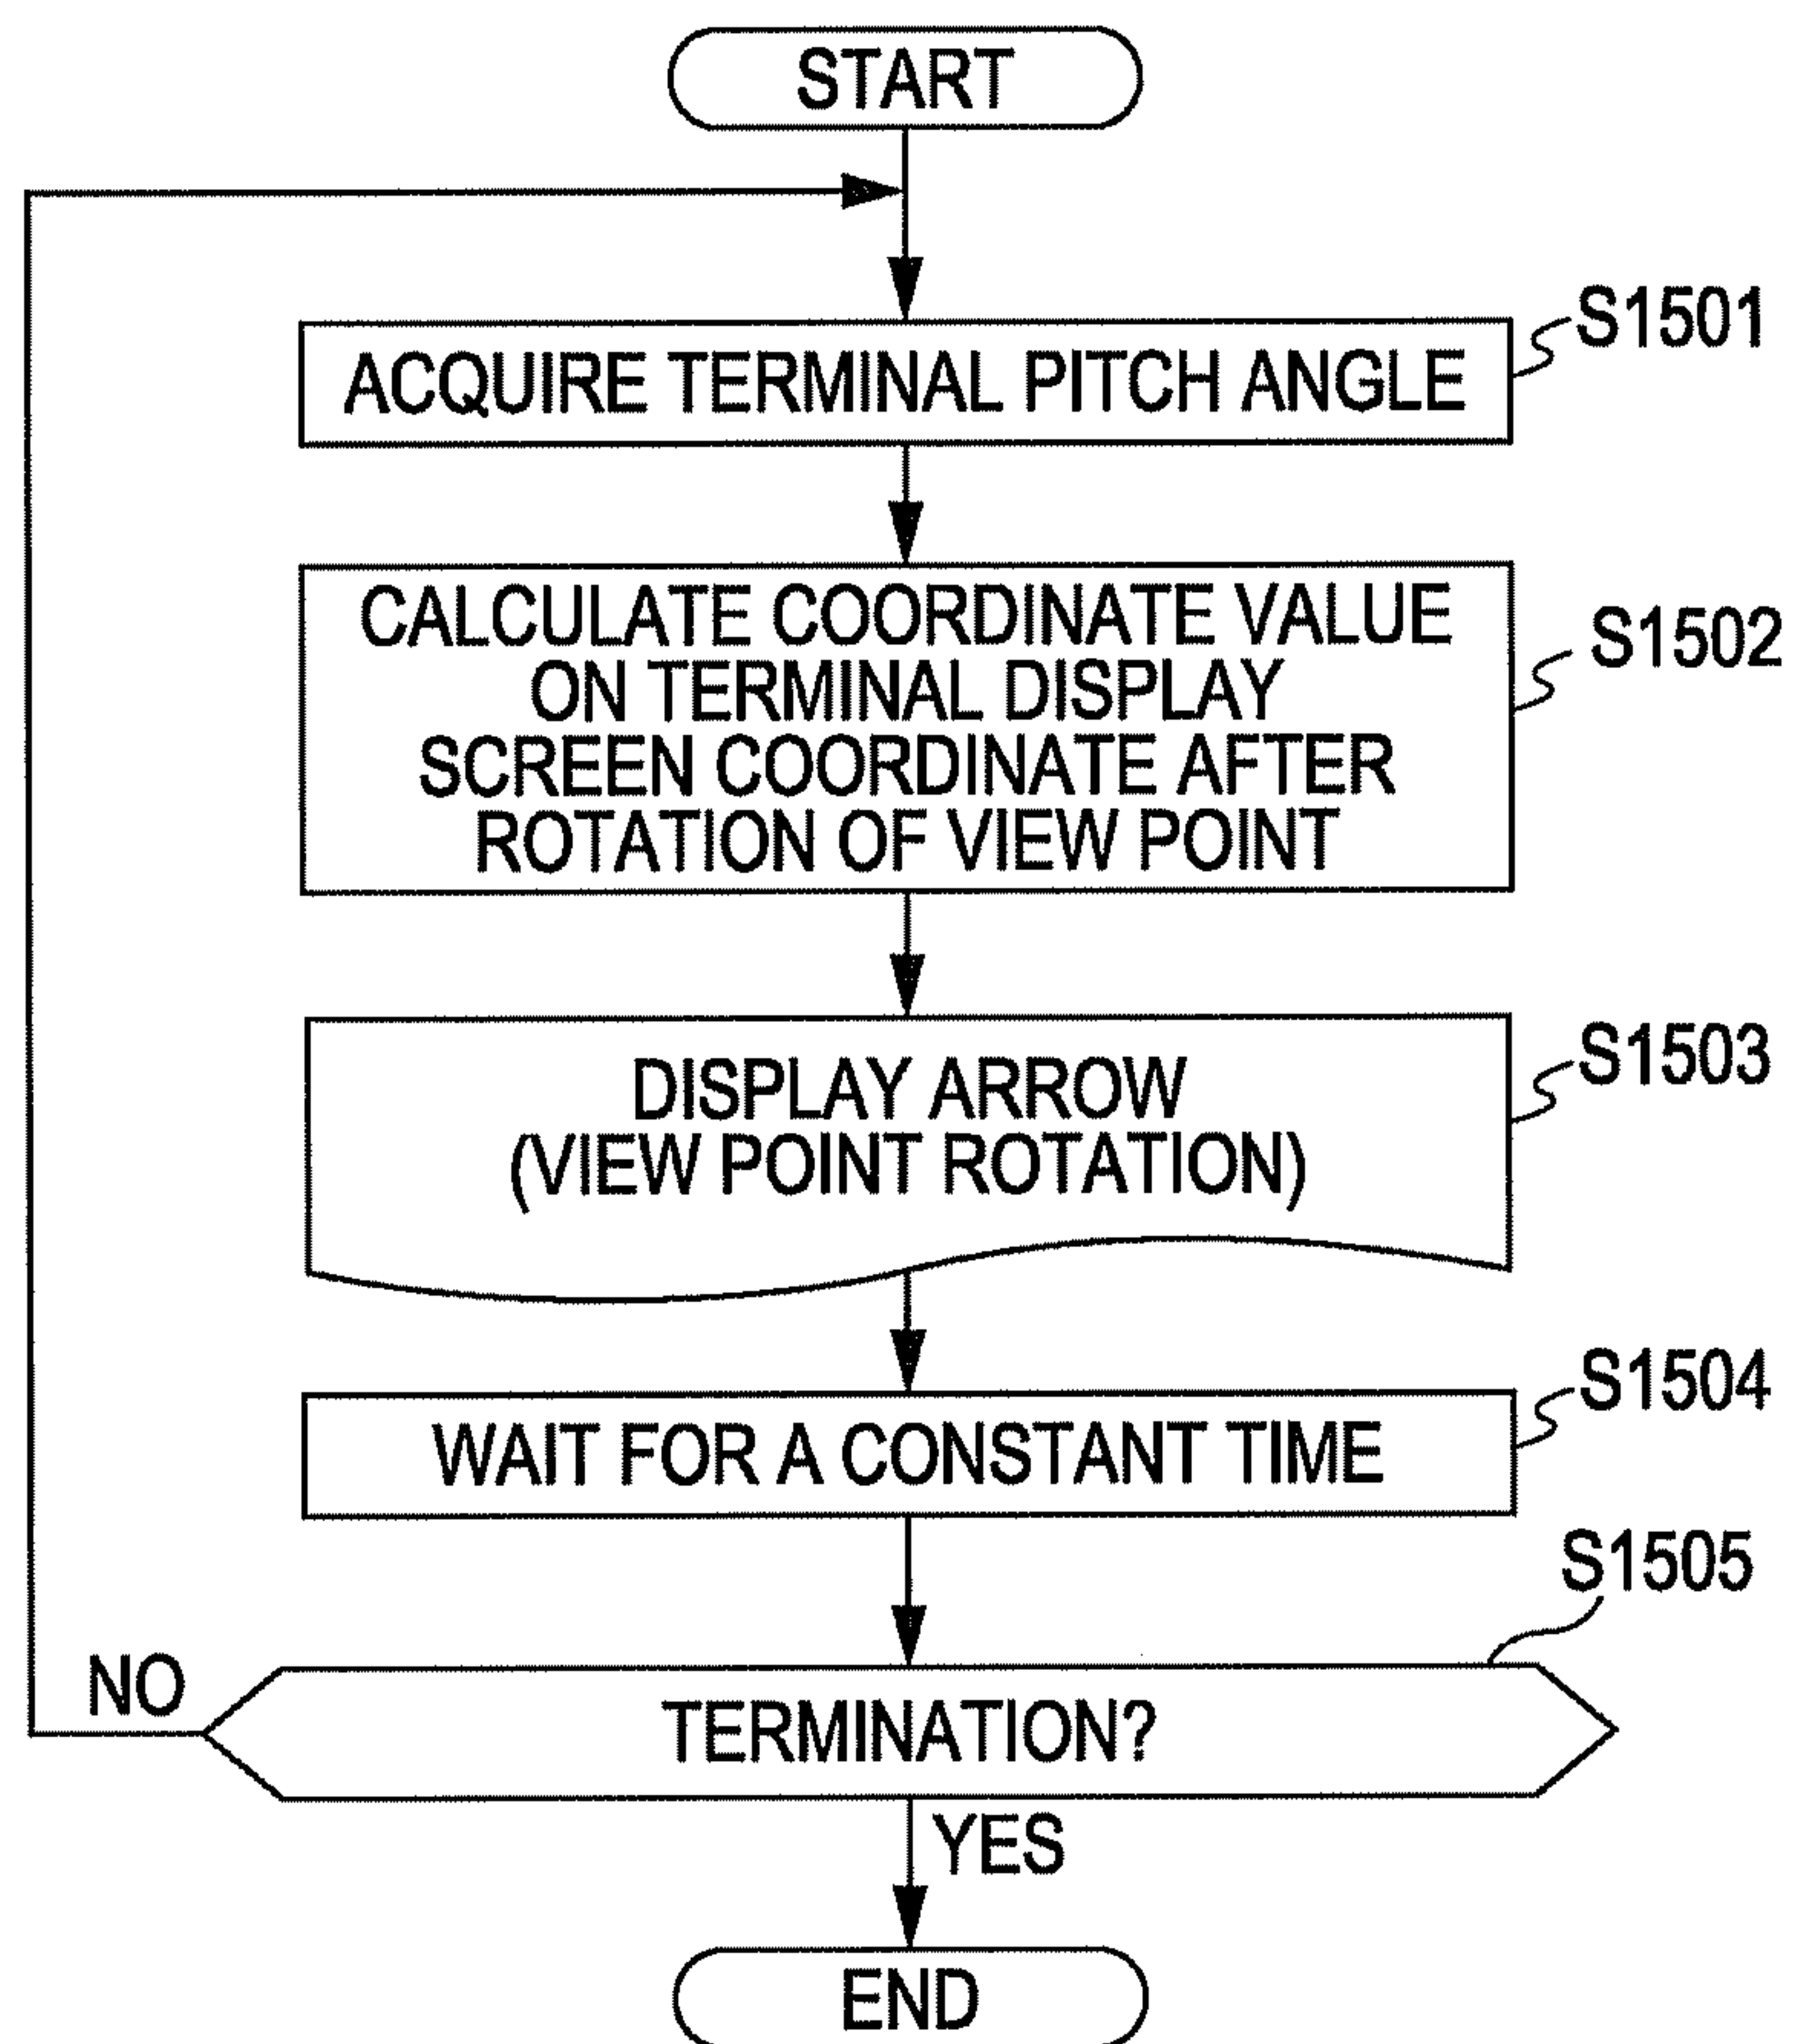 START
ACQUIRE TERMINAL PITCH ANGLE
S1501
CALCULATE COORDINATE VALUE
ON TERMINAL DISPLAY
SCREEN COORDINATE AFTER
ROTATION OF VIEW POINT
S1502
DISPLAY ARROW
(VIEW POINT ROTATION)
S1503
WAIT FOR A CONSTANT TIME
S1504
S1505
NO
TERMINATION?
YES
END